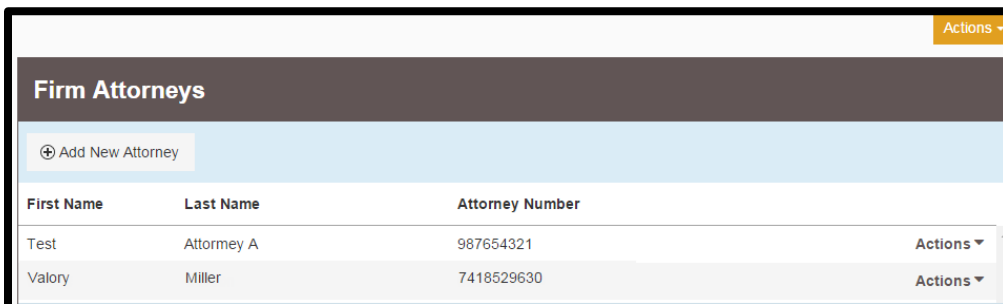 Actions
Firm Attorneys
Add New Attorney
First Name Last Name Attorney Number
Test Attormey A 987654321 Actions
Valory Miller 7418529630 Actions